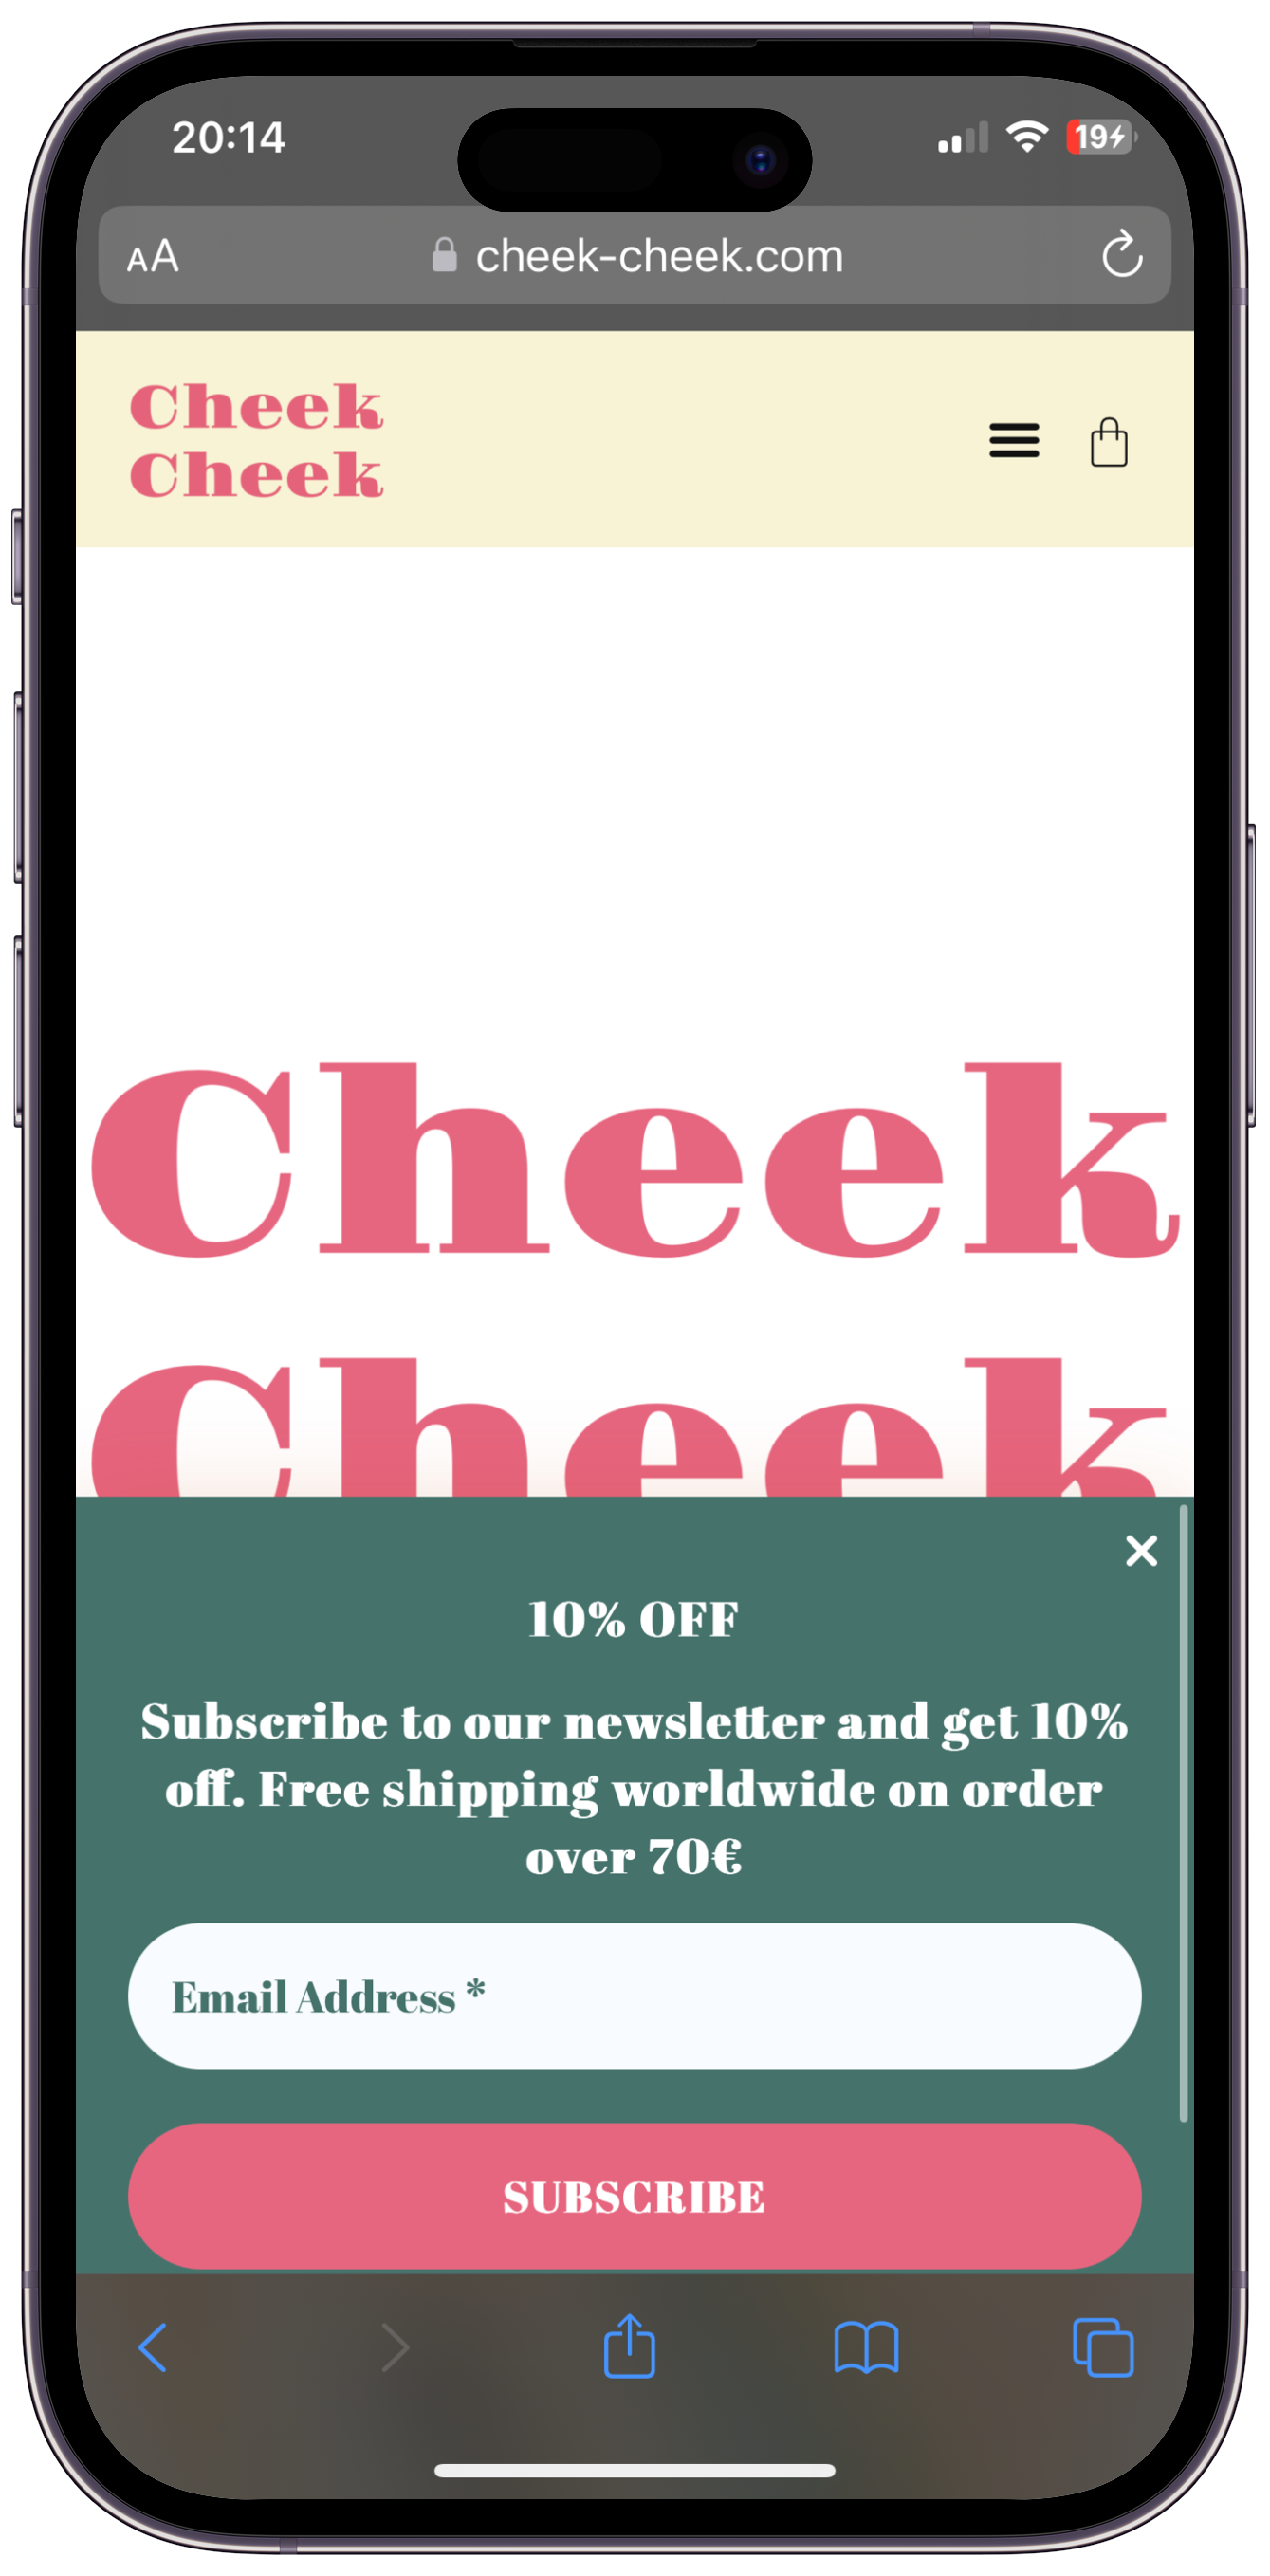 20:14
19
AA
cheek-cheek.com
Cheek
Cheek
Cheek
Cheek
10% OFF
Subscribe to our newsletter and get 10%
off. Free shipping worldwide on order
over 70€
Email Address *
SUBSCRIBE